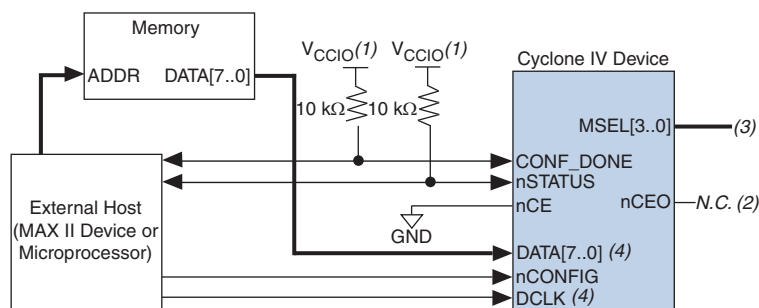 Memory
ADDR DATA[7..0]
VCCIO(1) VCCIO(1)
10 kΩ 10 kΩ
Cyclone IV Device
MSEL[3..0] (3)
CONF_DONE
nSTATUS
nCE nCEO N.C. (2)
GND
External Host
(MAX II Device or
Microprocessor)
DATA[7..0] (4)
nCONFIG
DCLK (4)